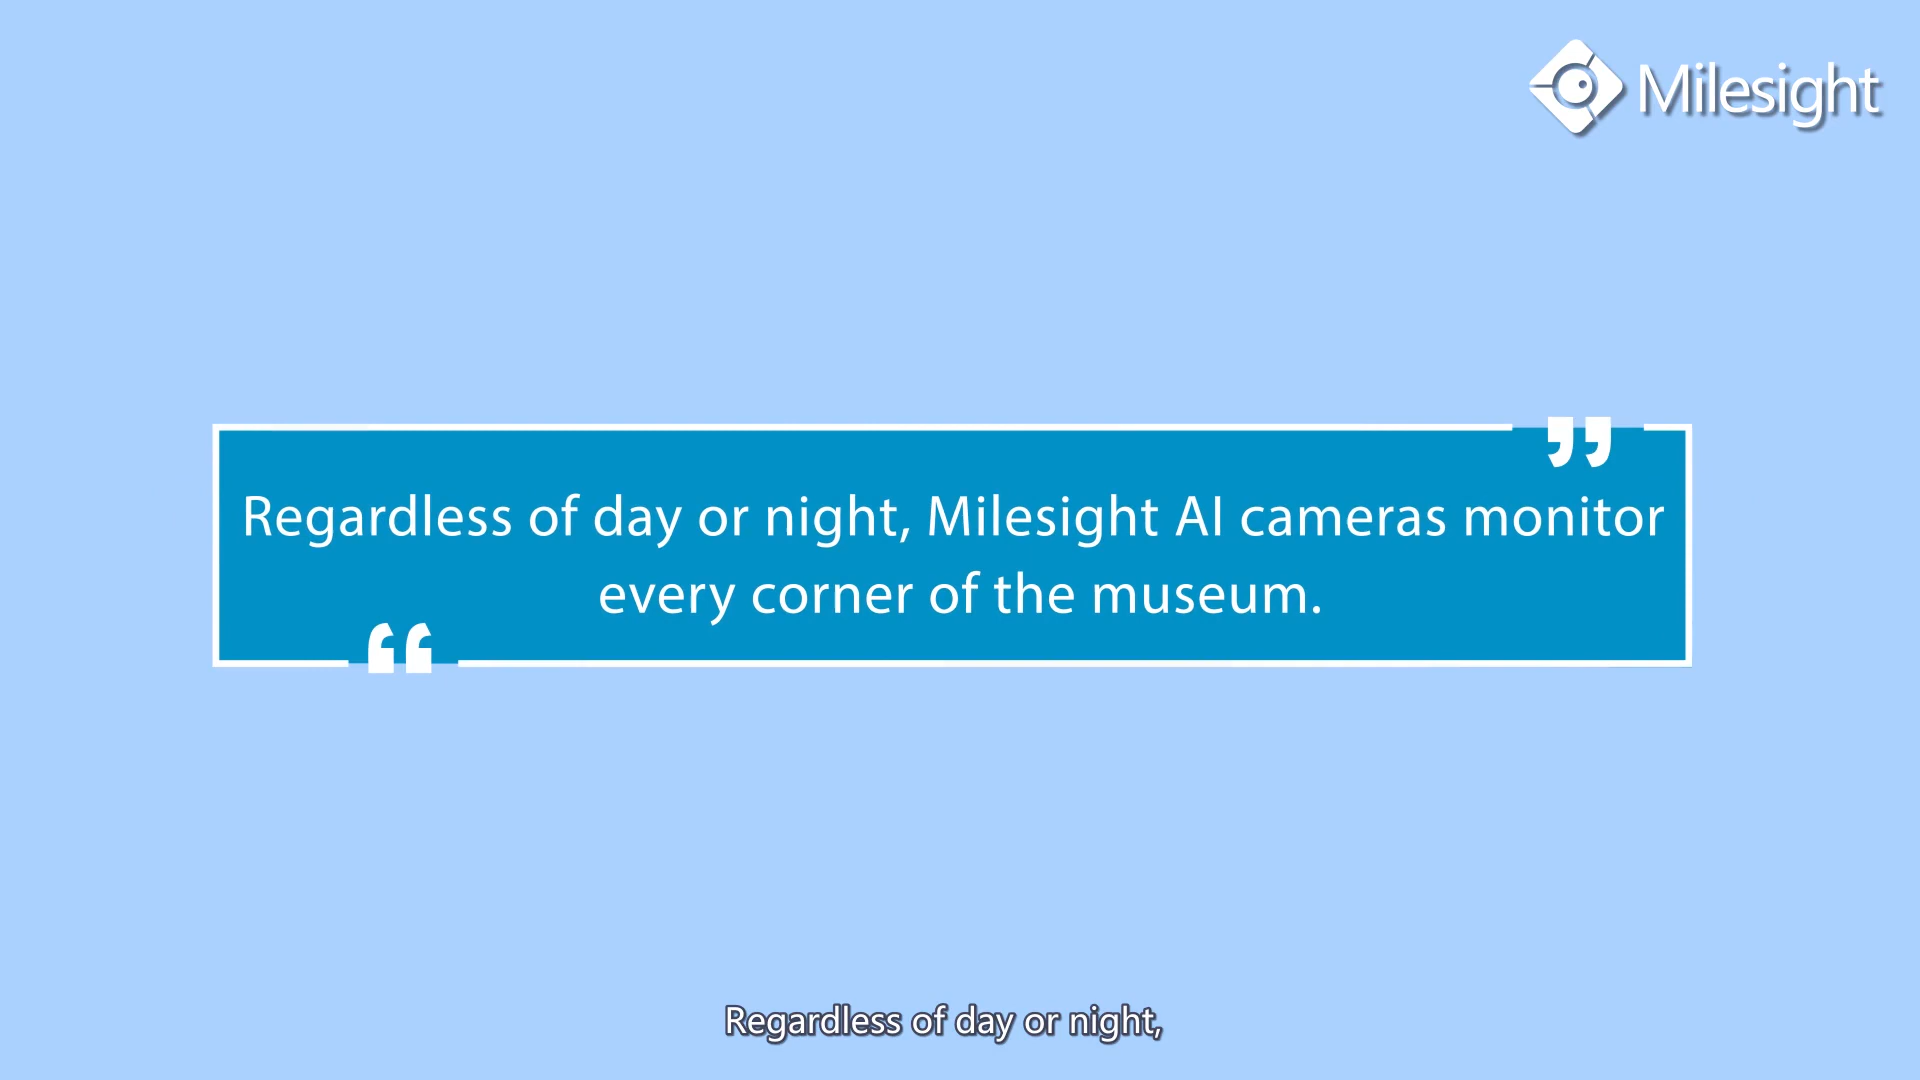 Milesight
Regardless of day or night, Milesight AI cameras monitor
every corner of the museum.
Regardless of day or night,